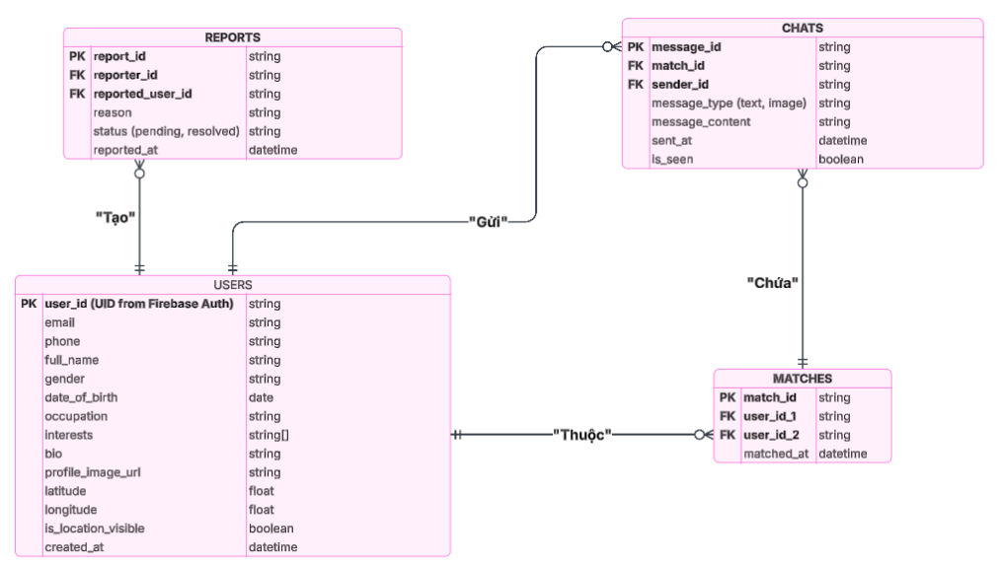 REPORTS
PK report_id string
FK reporter_id string
FK reported_user_id string
reason string
status (pending, resolved) string
reported_at datetime
CHATS
PK message_id string
FK match_id string
FK sender_id string
message_type (text, image) string
message_content string
sent_at datetime
is_seen boolean
"Tạo"
"Gửi"
"Chứa"
USERS
PK user_id (UID from Firebase Auth) string
email string
phone string
full_name string
gender string
date_of_birth date
occupation string
interests string[]
bio string
profile_image_url string
latitude float
longitude float
is_location_visible boolean
created_at datetime
"Thuộc"
MATCHES
PK match_id string
FK user_id_1 string
FK user_id_2 string
matched_at datetime